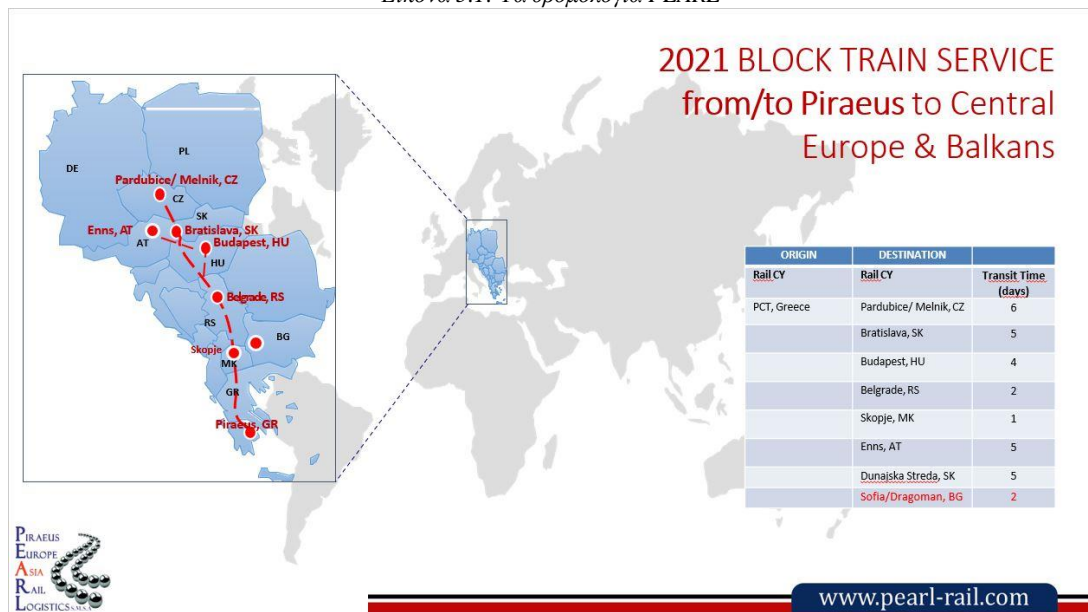 Εικόνα Τα δρομολόγια PEARL
2021 BLOCK TRAIN SERVICE
from/to Piraeus to Central
Europe & Balkans
DE
PL
Pardubice/ Melnik, CZ
CZ
SK
Enns, AT
Bratislava, SK
AT
Budapest, HU
HU
Belgrade, RS
RS
BG
Skopje
MK
GR
Piraeus, GR
ORIGIN DESTINATION
Rail CY Rail CY Transit Time
(days)
PCT, Greece Pardubice/ Melnik, CZ 6
Bratislava, SK 5
Budapest, HU 4
Belgrade, RS 2
Skopje, MK 1
Enns, AT 5
Dunajska Streda, SK 5
Sofia/Dragoman, BG 2
PIRAEUS
EUROPE
ASIA
RAIL
LOGISTICS S.M.S.A
www.pearl-rail.com